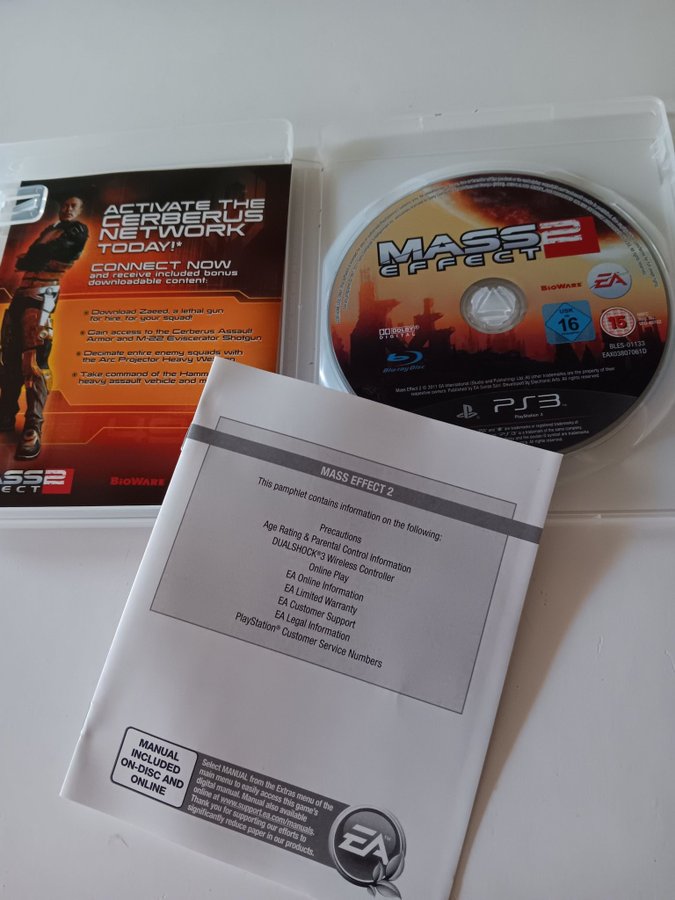 ACTIVATE THE
CERBERUS
NETWORK
TODAY!*
CONNECT NOW
and receive included bonus
downloadable content:
Download Zaeed, a lethal gun
for hire, for your squad!
Gain access to the Cerberus Assault
Armor and M-22 Eviscerator Shotgun
Decimate entire enemy squads with
the Arc Projector Heavy
Take command of the
heavy assault vehicle and
MASS 2
EFFECT
BIOWARE
MASS 2
EFFECT
BIOWARE
EA
DOLBY
DIGITAL
USK
16
15
Blu-ray Disc
BLES-01133
EAX03807061D
PS3
PlayStation 3
MASS EFFECT 2
This pamphlet contains information on the following:
Precautions
Age Rating & Parental Control Information
DUALSHOCK®3 Wireless Controller
Online Play
EA Online Information
EA Limited Warranty
EA Customer Support
EA Legal Information
PlayStation® Customer Service Numbers
MANUAL
INCLUDED
ON-DISC AND
ONLINE
Select MANUAL from the Extras menu of the
main menu to easily access this game's
digital manual. Manual also available
online at www.support.ea.com/manuals.
Thank you for supporting our efforts to
significantly reduce paper in our products.
EA